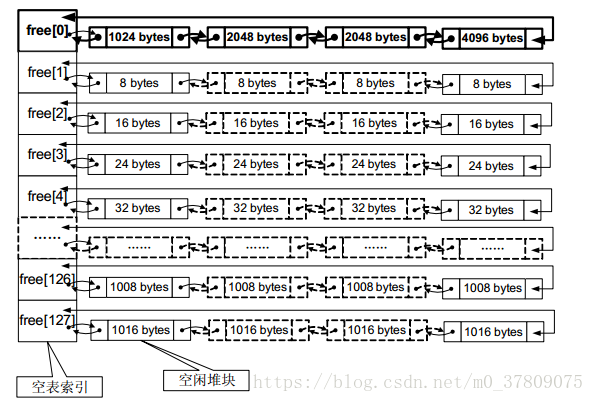 free[0] 1024 bytes 2048 bytes 2048 bytes 4096 bytes
free[1] 8 bytes 8 bytes 8 bytes 8 bytes
free[2] 16 bytes 16 bytes 16 bytes 16 bytes
free[3] 24 bytes 24 bytes 24 bytes 24 bytes
free[4] 32 bytes 32 bytes 32 bytes 32 bytes
...... ...... ...... ...... ......
free[126] 1008 bytes 1008 bytes 1008 bytes 1008 bytes
free[127] 1016 bytes 1016 bytes 1016 bytes 1016 bytes
空表索引 空闲堆块 https://blog.csdn.net/m0_37809075